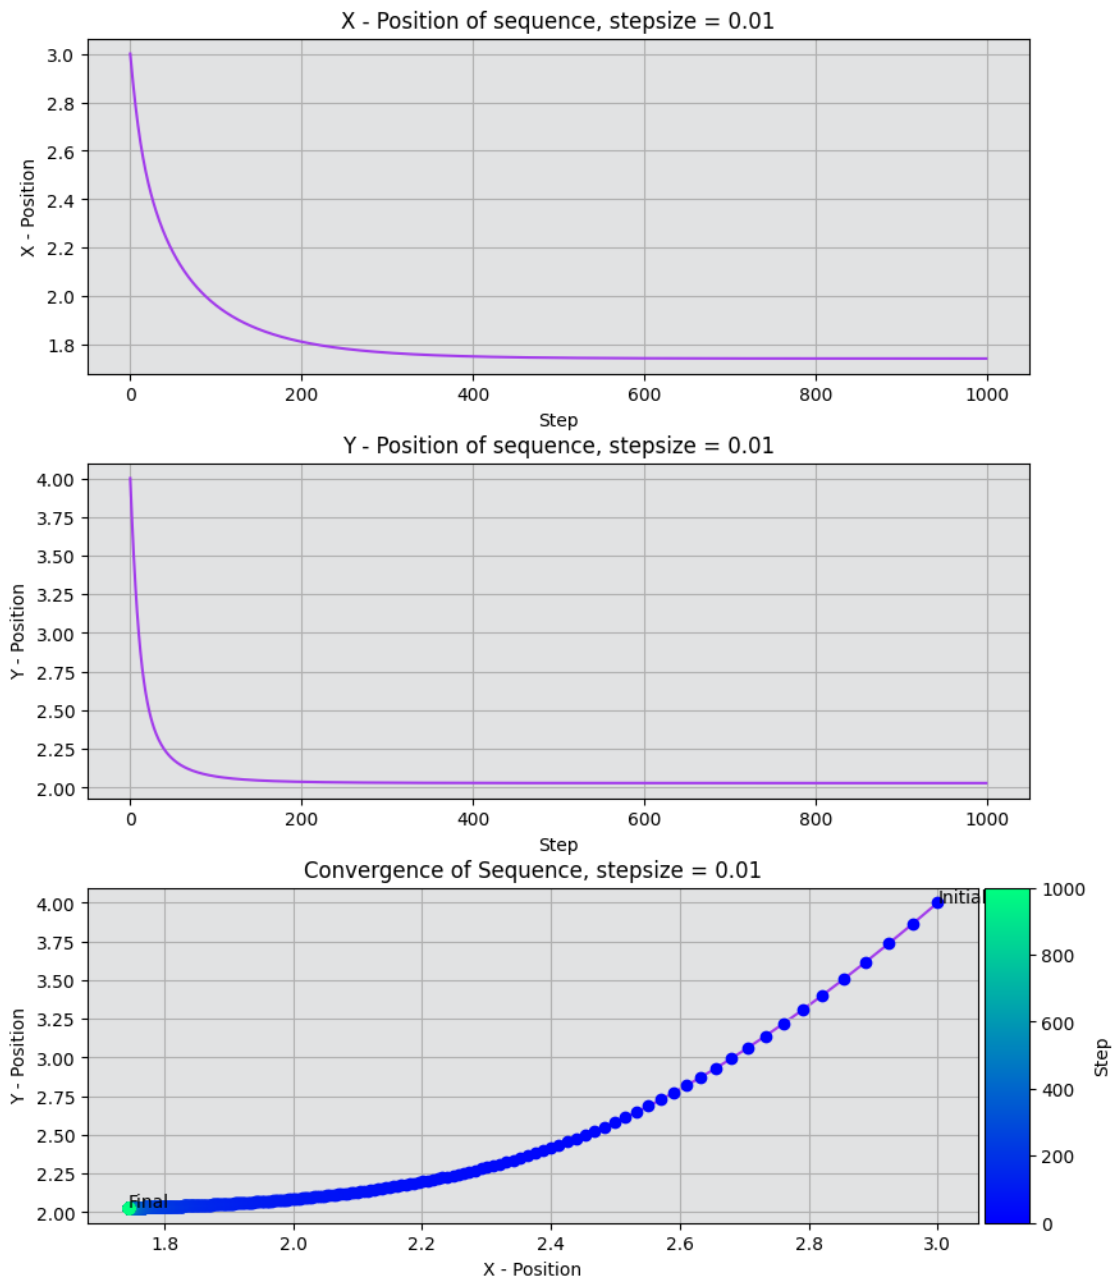 X - Position of sequence, stepsize = 0.01
3.0
2.8
2.6
2.4
2.2
2.0
1.8
X - Position
0 200 400 600 800 1000
Step
Y - Position of sequence, stepsize = 0.01
4.00
3.75
3.50
3.25
3.00
2.75
2.50
2.25
2.00
Y - Position
0 200 400 600 800 1000
Step
Convergence of Sequence, stepsize = 0.01
4.00
3.75
3.50
3.25
3.00
2.75
2.50
2.25
2.00
Y - Position
Initial
Final
1.8 2.0 2.2 2.4 2.6 2.8 3.0
X - Position
1000
800
600
400
200
0
Step